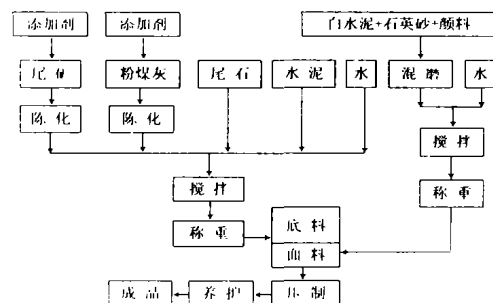 添加剂 添加剂 白水泥+石英砂+颜料
尾矿 粉煤灰 尾石 水泥 水 混磨 水
陈化 陈化 搅拌
搅拌 称重
称重 底料
面料
成品 养护 压制